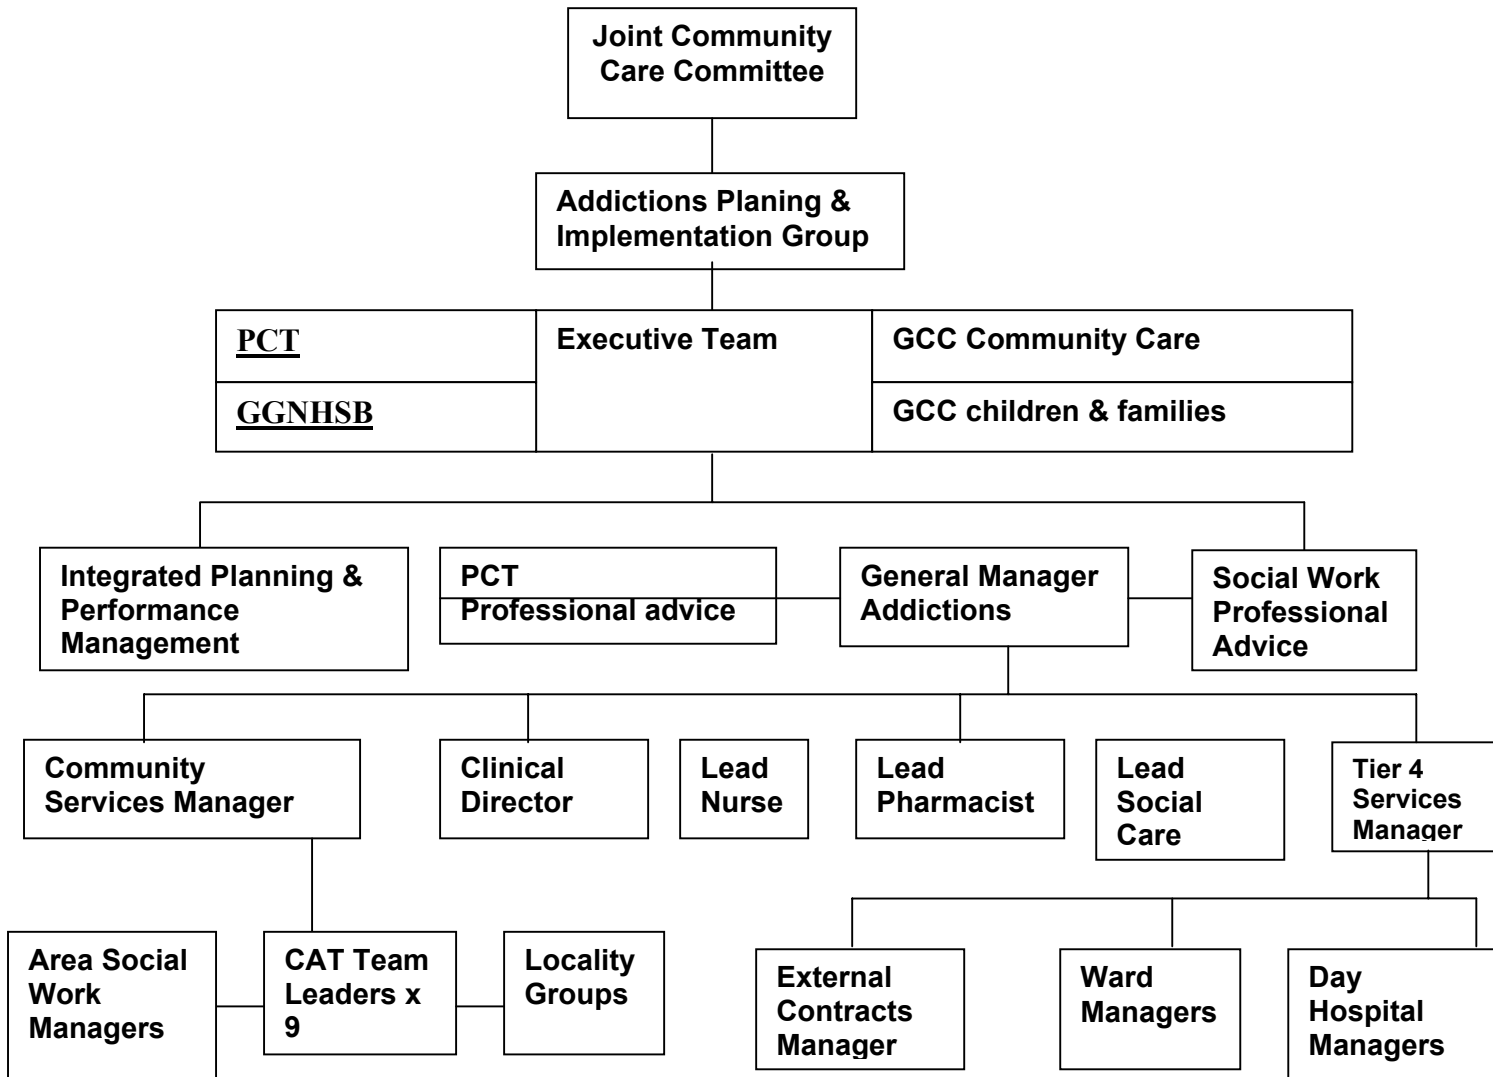 Joint Community
Care Committee
Addictions Planing &
Implementation Group
PCT
Executive Team
GCC Community Care
GGNHSB
GCC children & families
Integrated Planning &
Performance
Management
PCT
Professional advice
General Manager
Addictions
Social Work
Professional
Advice
Community
Services Manager
Clinical
Director
Lead
Nurse
Lead
Pharmacist
Lead
Social
Care
Tier 4
Services
Manager
Area Social
Work
Managers
CAT Team
Leaders x
9
Locality
Groups
External
Contracts
Manager
Ward
Managers
Day
Hospital
Managers